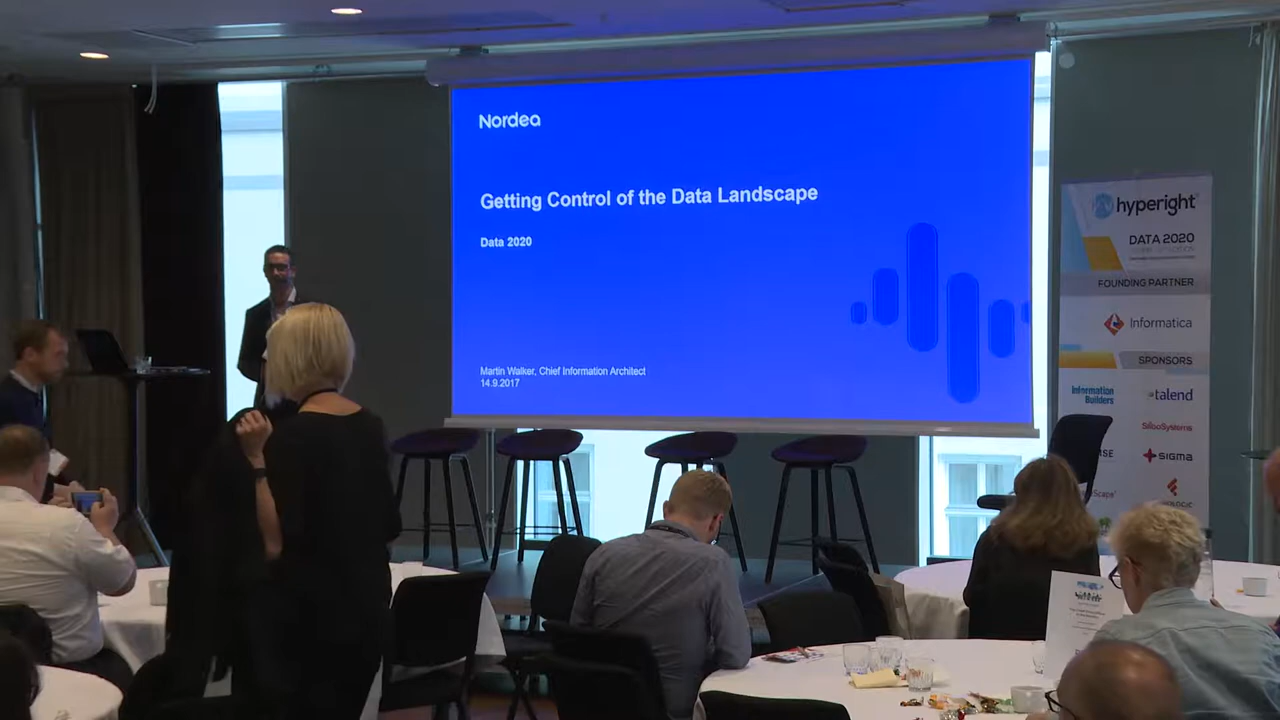 Nordea
Getting Control of the Data Landscape
Data 2020
Martin Walker, Chief Information Architect
14.9.2017
hyperight
DATA 2020
FOUNDING PARTNER
Informatica
SPONSORS
Information
Builders
talend
SilooSystems
SIGMA